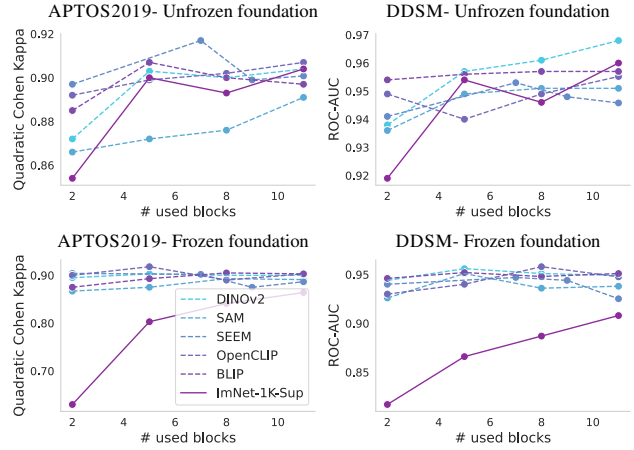 APTOS2019- Unfrozen foundation
Quadratic Cohen Kappa
0.92
0.90
0.88
0.86
2 4 6 8 10
# used blocks
DDSM- Unfrozen foundation
ROC-AUC
0.97
0.96
0.95
0.94
0.93
0.92
2 4 6 8 10
# used blocks
APTOS2019- Frozen foundation
Quadratic Cohen Kappa
0.90
0.80
0.70
2 4 6 8 10
# used blocks
DINOv2
SAM
SEEM
OpenCLIP
BLIP
ImNet-1K-Sup
DDSM- Frozen foundation
ROC-AUC
0.95
0.90
0.85
2 4 6 8 10
# used blocks